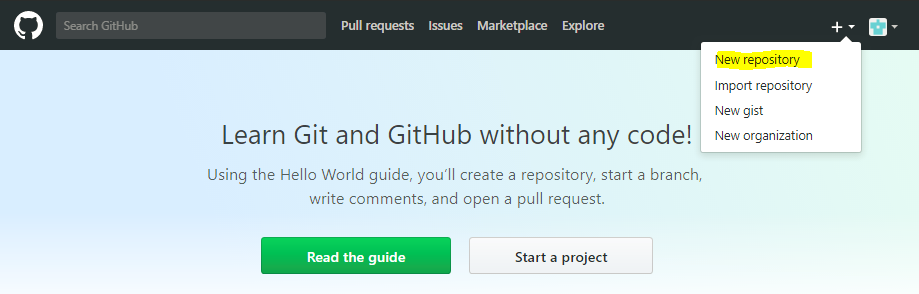 Search GitHub
Pull requests
Issues
Marketplace
Explore
New repository
Import repository
New gist
New organization
Learn Git and GitHub without any code!
Using the Hello World guide, you’ll create a repository, start a branch,
write comments, and open a pull request.
Read the guide
Start a project